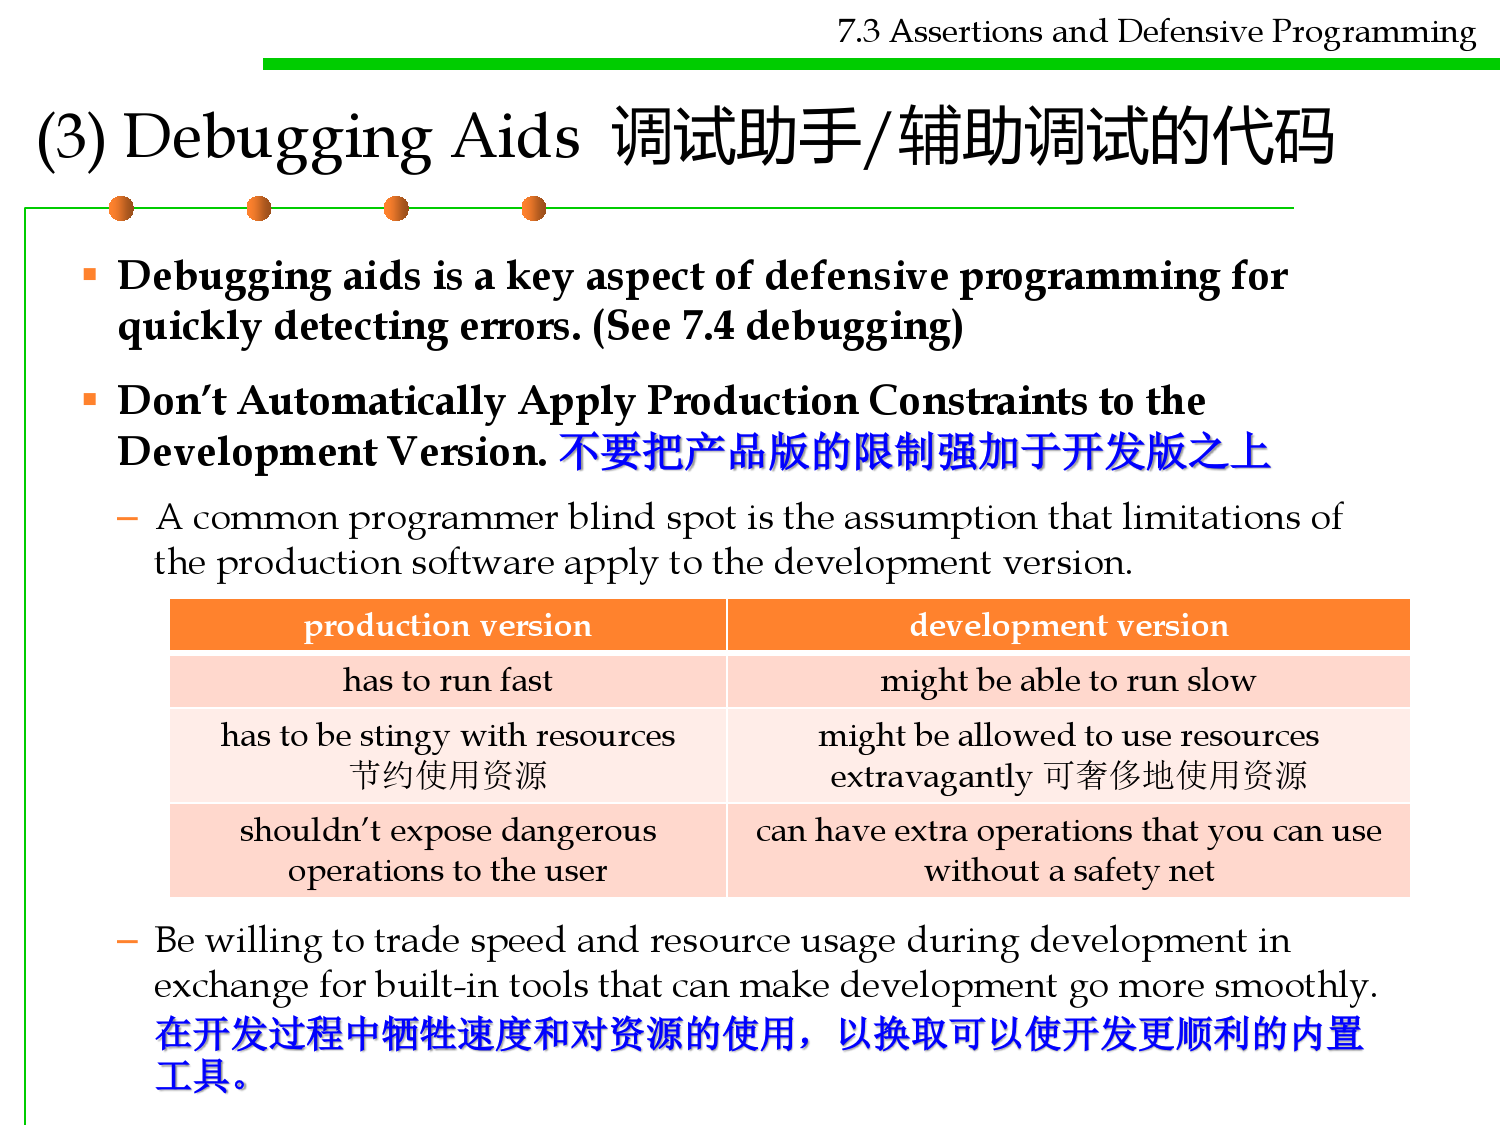 7.3 Assertions and Defensive Programming
(3) Debugging Aids 调试助手/辅助调试的代码
Debugging aids is a key aspect of defensive programming for
quickly detecting errors. (See 7.4 debugging)
Don’t Automatically Apply Production Constraints to the
Development Version. 不要把产品版的限制强加于开发版之上
– A common programmer blind spot is the assumption that limitations of
the production software apply to the development version.
production version
development version
has to run fast
might be able to run slow
has to be stingy with resources
节约使用资源
might be allowed to use resources
extravagantly 可奢侈地使用资源
shouldn’t expose dangerous
operations to the user
can have extra operations that you can use
without a safety net
– Be willing to trade speed and resource usage during development in
exchange for built-in tools that can make development go more smoothly.
在开发过程中牺牲速度和对资源的使用，以换取可以使开发更顺利的内置
工具。